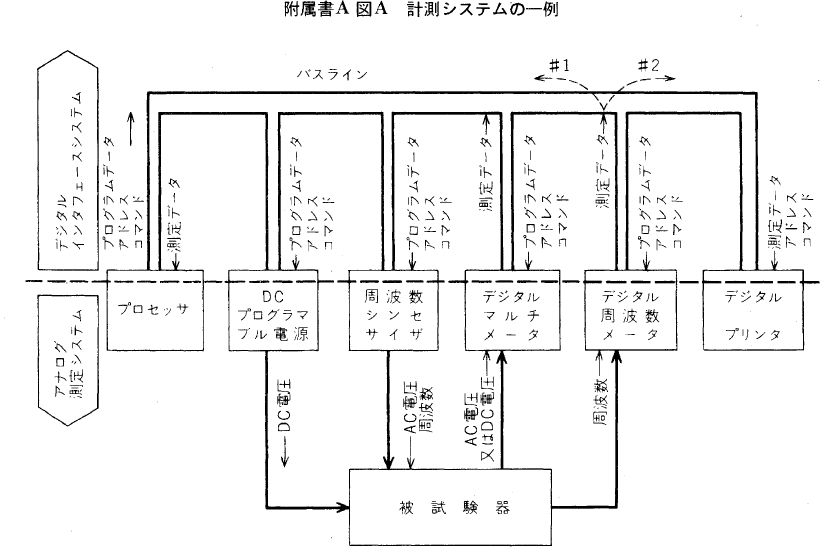 附属書A 図A 計測システムの一例
#1
#2
バスライン
デジタル
インタフェースシステム
プログラムデータ
アドレス
コマンド
測定データ
プログラムデータ
アドレス
コマンド
プログラムデータ
アドレス
コマンド
測定データ
プログラムデータ
アドレス
コマンド
測定データ
プログラムデータ
アドレス
コマンド
測定データ
アドレス
コマンド
プロセッサ
DC
プログラマ
ブル電源
周波数
シンセ
サイザ
デジタル
マルチ
メータ
デジタル
周波数
メータ
デジタル
プリンタ
アナログ
測定システム
DC電圧
AC電圧
周波数
AC電圧
又はDC電圧
周波数
被試験器